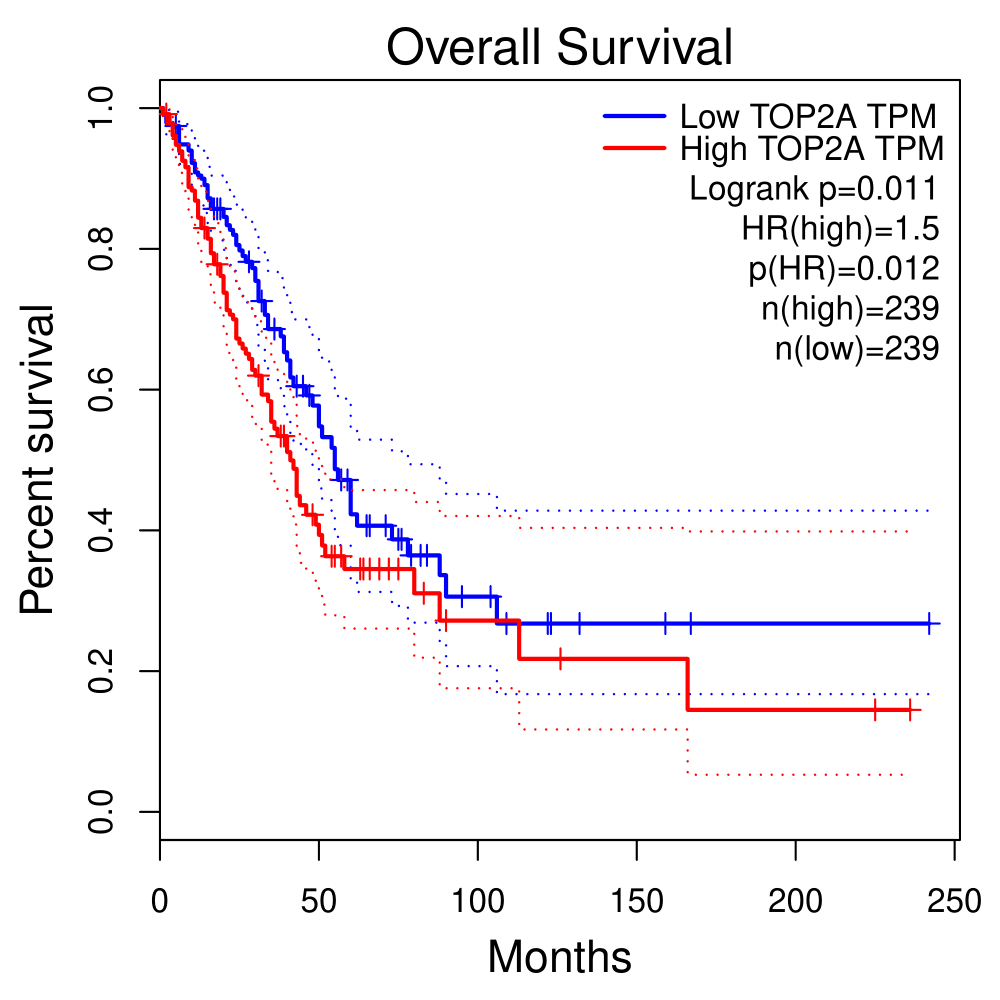 Overall Survival
Low TOP2A TPM
High TOP2A TPM
Logrank p=0.011
HR(high)=1.5
p(HR)=0.012
n(high)=239
n(low)=239
Percent survival
1.0
0.8
0.6
0.4
0.2
0.0
0 50 100 150 200 250
Months